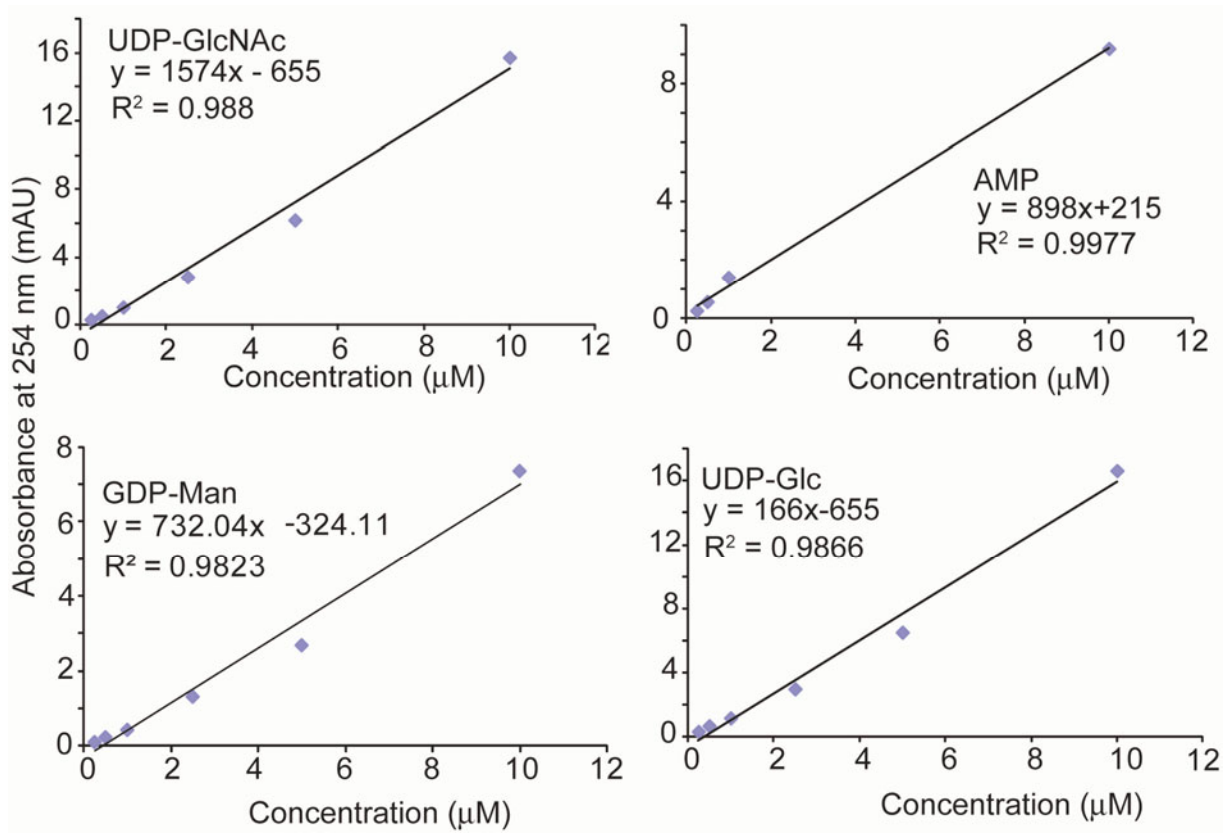 Abosorbance at 254 nm (mAU)
UDP-GlcNAc
y = 1574x - 655
R² = 0.988
16
12
8
4
0
0 2 4 6 8 10 12
Concentration (μM)
AMP
y = 898x+215
R² = 0.9977
8
4
0
0 2 4 6 8 10 12
Concentration (μM)
GDP-Man
y = 732.04x -324.11
R² = 0.9823
8
6
4
2
0
0 2 4 6 8 10 12
Concentration (μM)
UDP-Glc
y = 166x-655
R² = 0.9866
16
12
8
4
0
0 2 4 6 8 10 12
Concentration (μM)